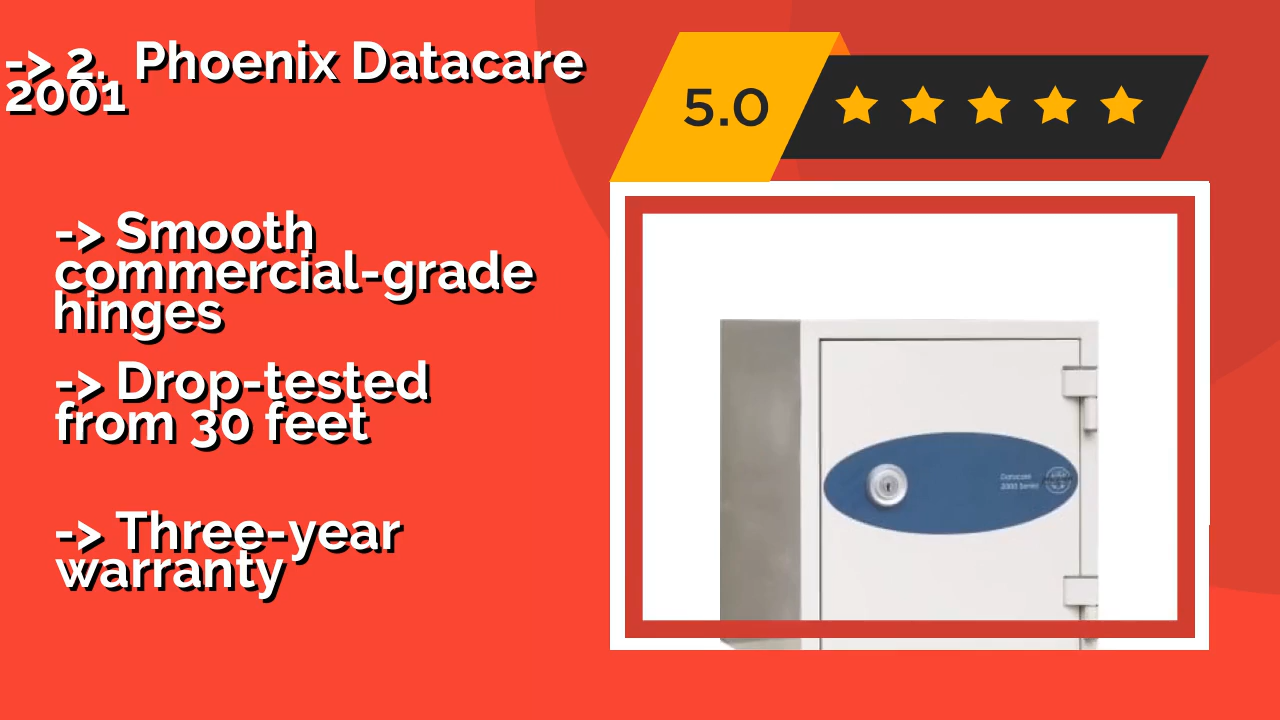 -> 2. Phoenix Datacare
2001
5.0
-> Smooth
commercial-grade
hinges
-> Drop-tested
from 30 feet
-> Three-year
warranty
Datacare
2000 Series